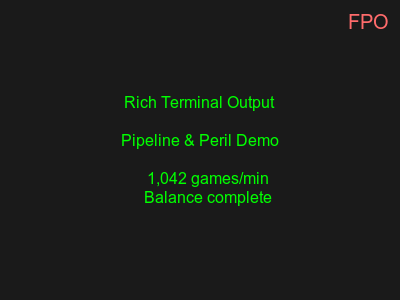 FPO
Rich Terminal Output
Pipeline & Peril Demo
1,042 games/min
Balance complete